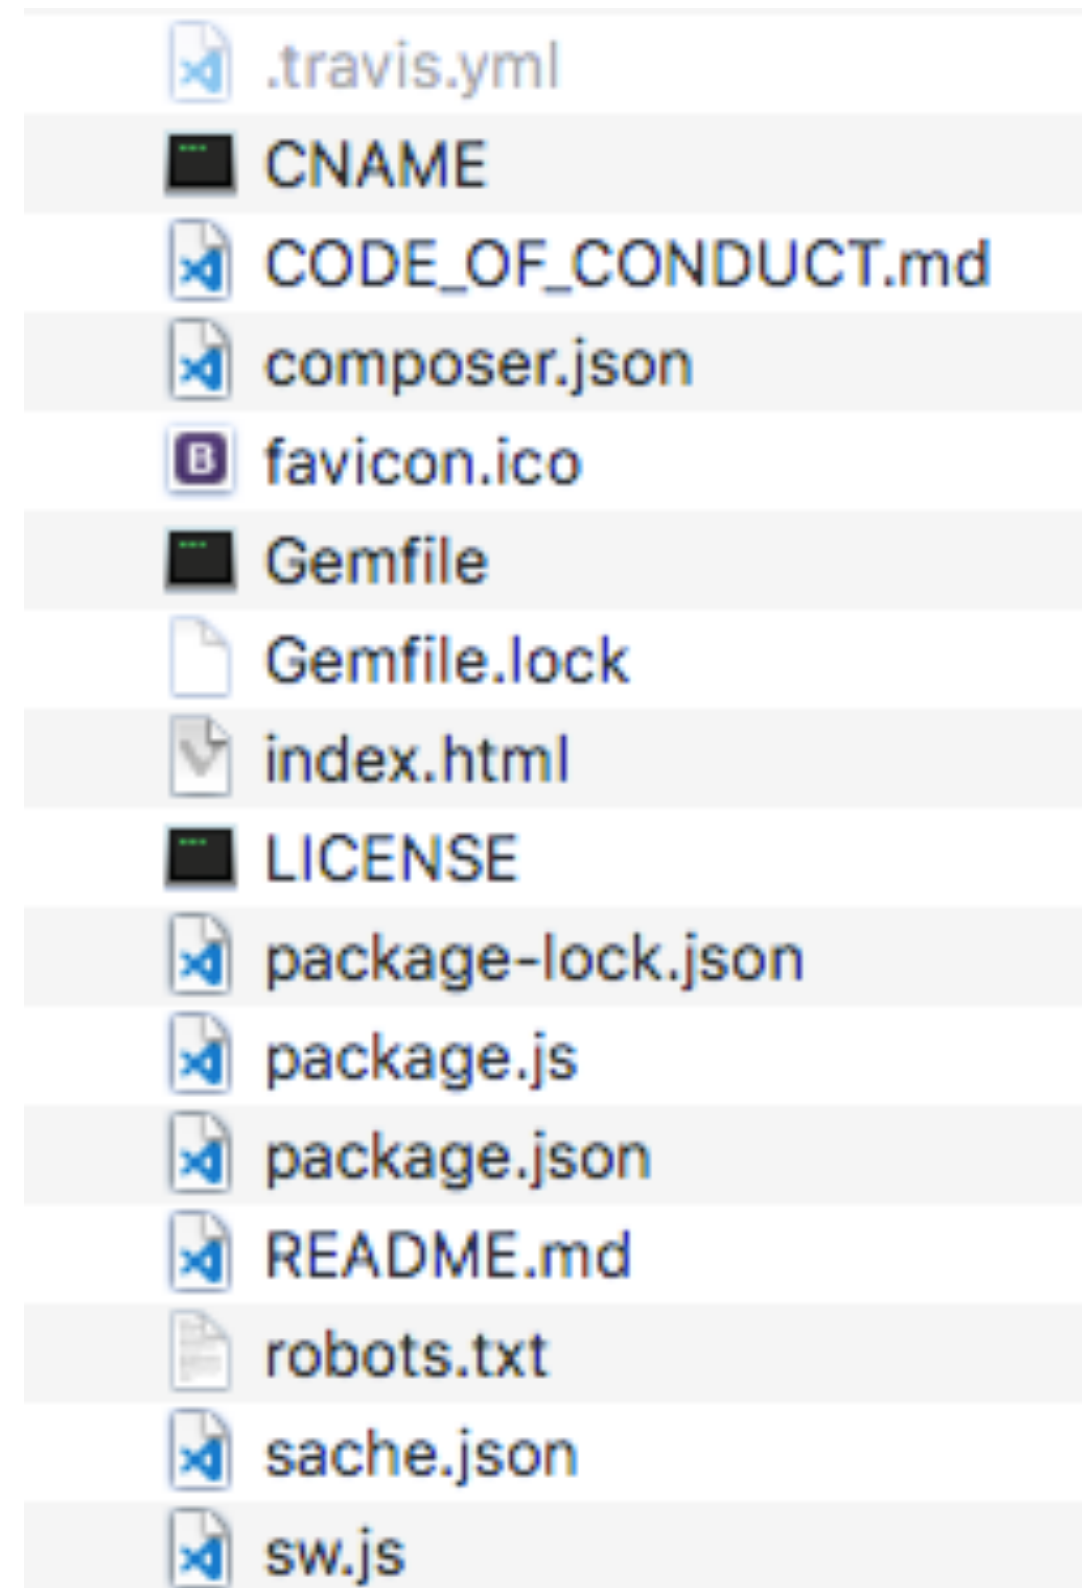 .travis.yml
CNAME
CODE_OF_CONDUCT.md
composer.json
B favicon.ico
Gemfile
Gemfile.lock
index.html
LICENSE
package-lock.json
package.js
package.json
README.md
robots.txt
sache.json
sw.js